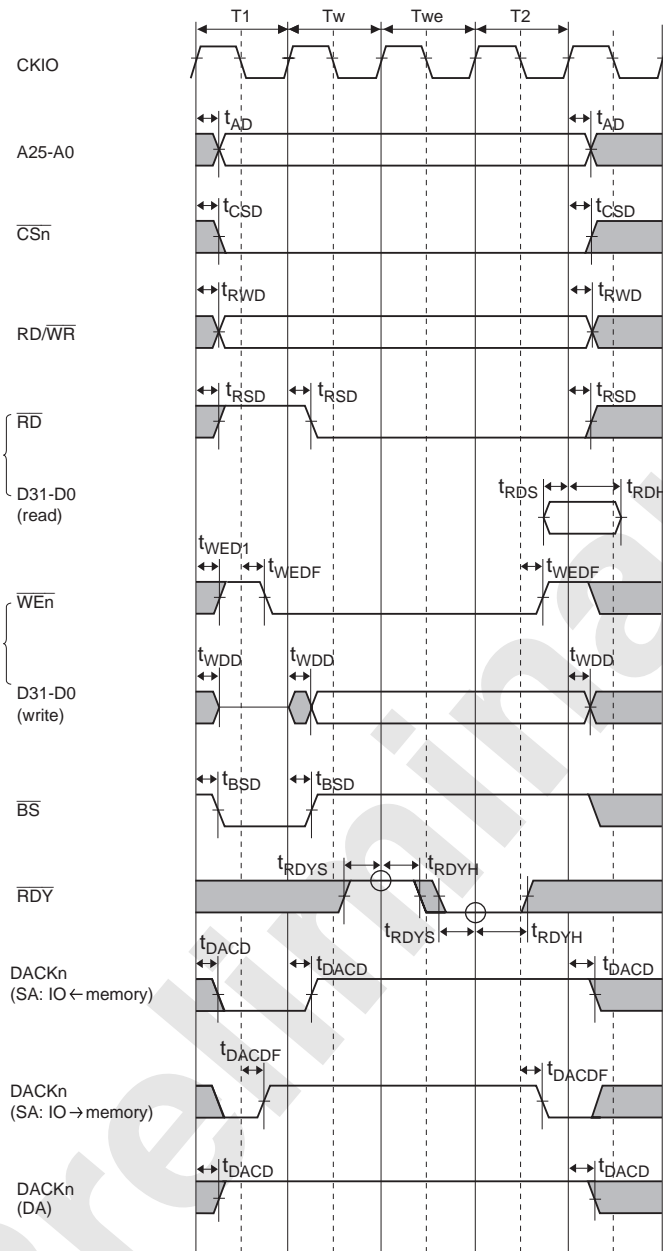 T1 Tw Twe T2
CKIO
tAD tAD
A25-A0
tCSD tCSD
CSn
tRWD tRWD
RD/WR
tRSD tRSD tRSD
RD
D31-D0
(read)
tRDS tRDH
tWED1
tWEDF tWEDF
WEn
tWDD tWDD tWDD
D31-D0
(write)
tBSD tBSD
BS
tRDYS tRDYH
RDY
tRDYS tRDYH
tDACD tDACD tDACD
DACKn
(SA: IO←memory)
tDACDF tDACDF
DACKn
(SA: IO→memory)
tDACD tDACD
DACKn
(DA)